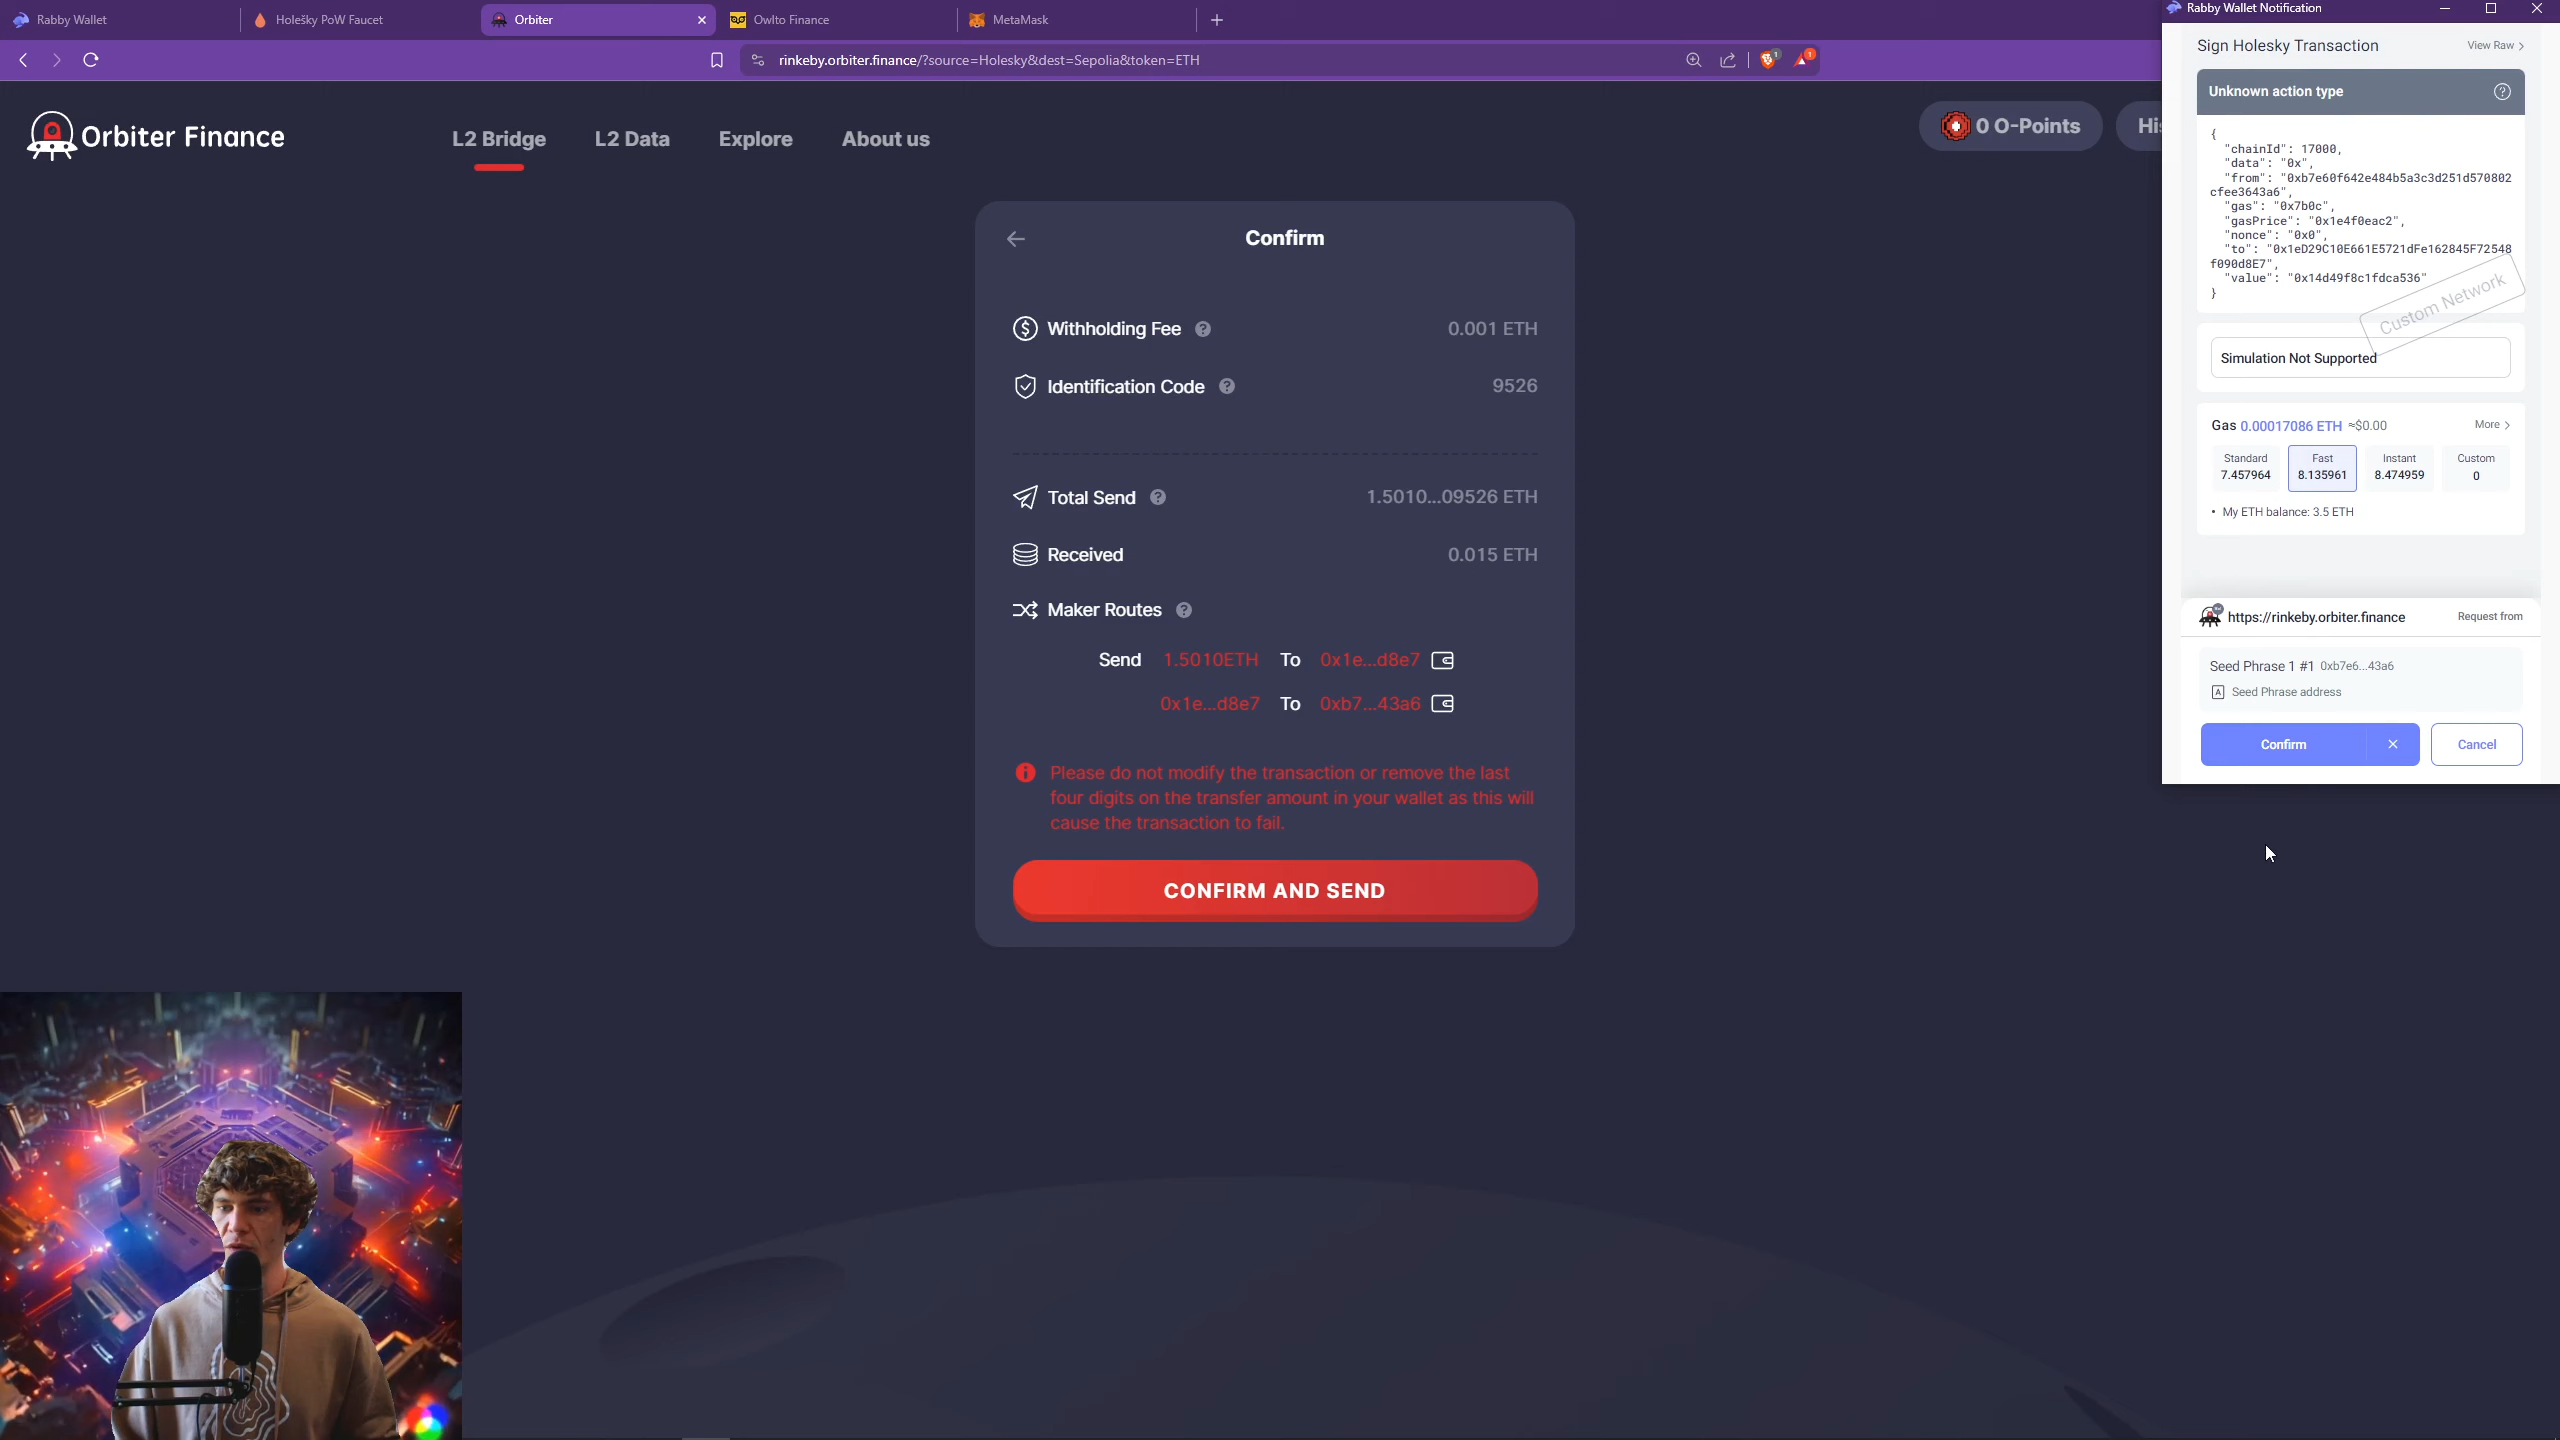 Rabby Wallet
Holešky PoW Faucet
Orbiter
Owlto Finance
MetaMask
rinkeby.orbiter.finance/?source=Holesky&dest=Sepolia&token=ETH
1
1
Orbiter Finance
L2 Bridge
L2 Data
Explore
About us
0 O-Points
Confirm
Withholding Fee
0.001 ETH
Identification Code
9526
Total Send
1.5010...09526 ETH
Received
0.015 ETH
Maker Routes
Send 1.5010ETH To 0x1e...d8e7
0x1e...d8e7 To 0xb7...43a6
Please do not modify the transaction or remove the last
four digits on the transfer amount in your wallet as this will
cause the transaction to fail.
CONFIRM AND SEND
Rabby Wallet Notification
Sign Holesky Transaction
View Raw
Unknown action type
{
"chainId": 17000,
"data": "0x",
"from": "0xb7e60f642e484b5a3c3d251d570802
cfee3643a6",
"gas": "0x7b0c",
"gasPrice": "0x1e4f0eac2",
"nonce": "0x0",
"to": "0x1eD29C10E661E5721dFe162845F72548
f090d8E7",
"value": "0x14d49f8c1fdca536"
}
Custom Network
Simulation Not Supported
Gas 0.00017086 ETH ≈$0.00
More
Standard
7.457964
Fast
8.135961
Instant
8.474959
Custom
0
• My ETH balance: 3.5 ETH
https://rinkeby.orbiter.finance
Request from
Seed Phrase 1 #1 0xb7e6...43a6
Seed Phrase address
Confirm
Cancel